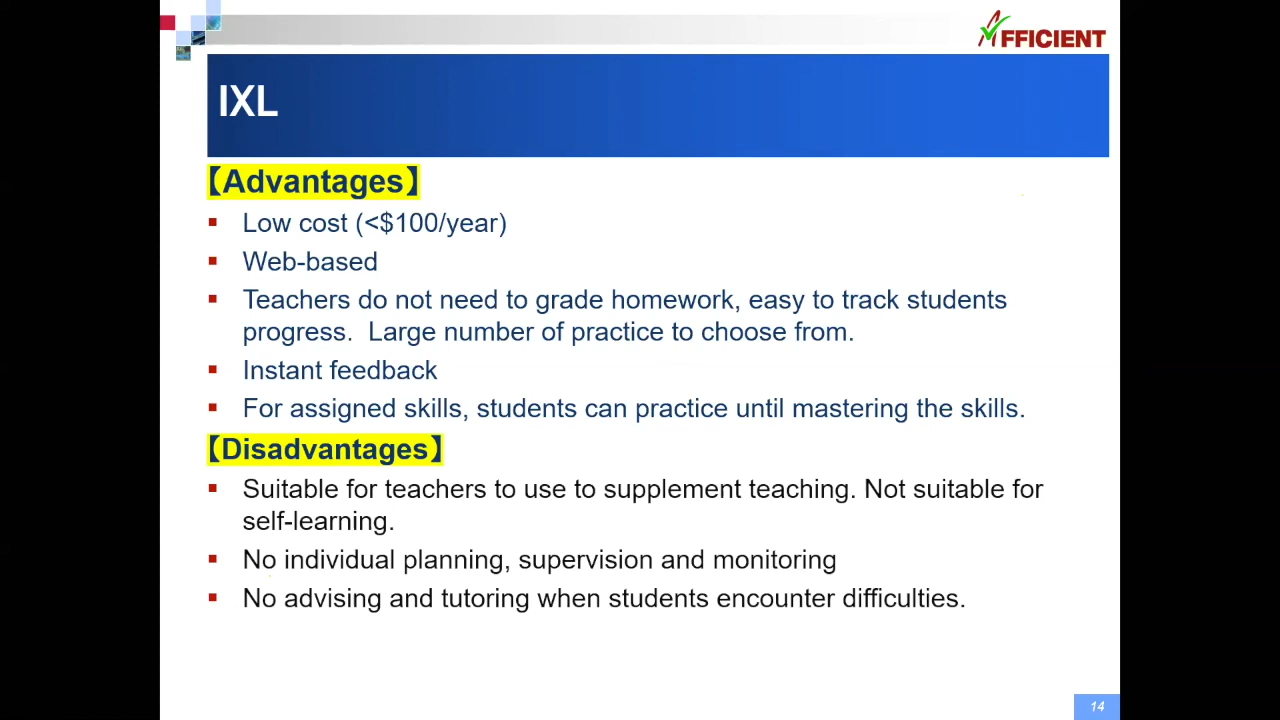 AFFICIENT
IXL
【Advantages】
▪ Low cost (<$100/year)
▪ Web-based
▪ Teachers do not need to grade homework, easy to track students
progress.  Large number of practice to choose from.
▪ Instant feedback
▪ For assigned skills, students can practice until mastering the skills.
【Disadvantages】
▪ Suitable for teachers to use to supplement teaching. Not suitable for
self-learning.
▪ No individual planning, supervision and monitoring
▪ No advising and tutoring when students encounter difficulties.
14